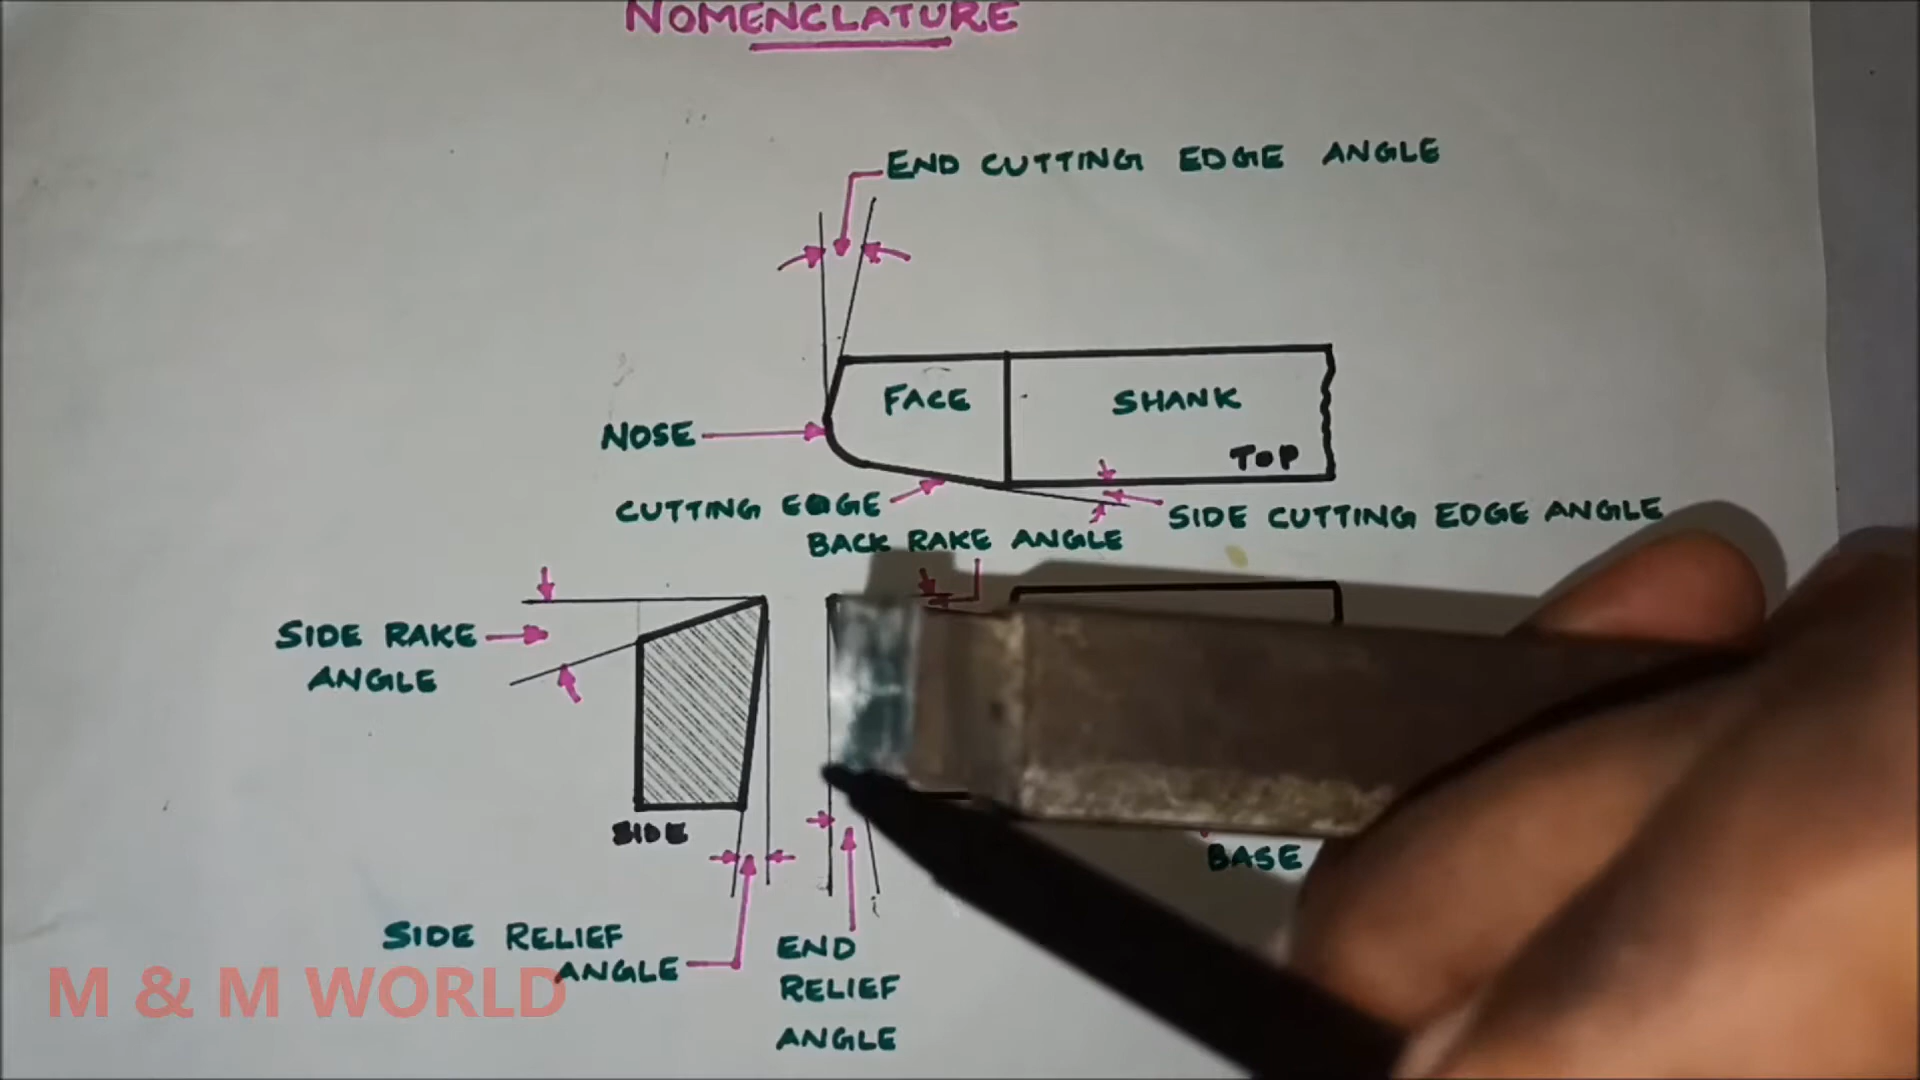 NOMENCLATURE
END CUTTING EDGE ANGLE
FACE
SHANK
NOSE
TOP
CUTTING EDGE
SIDE CUTTING EDGE ANGLE
BACK RAKE ANGLE
SIDE RAKE
ANGLE
SIDE
BASE
SIDE RELIEF
ANGLE
END
RELIEF
ANGLE
M & M WORLD